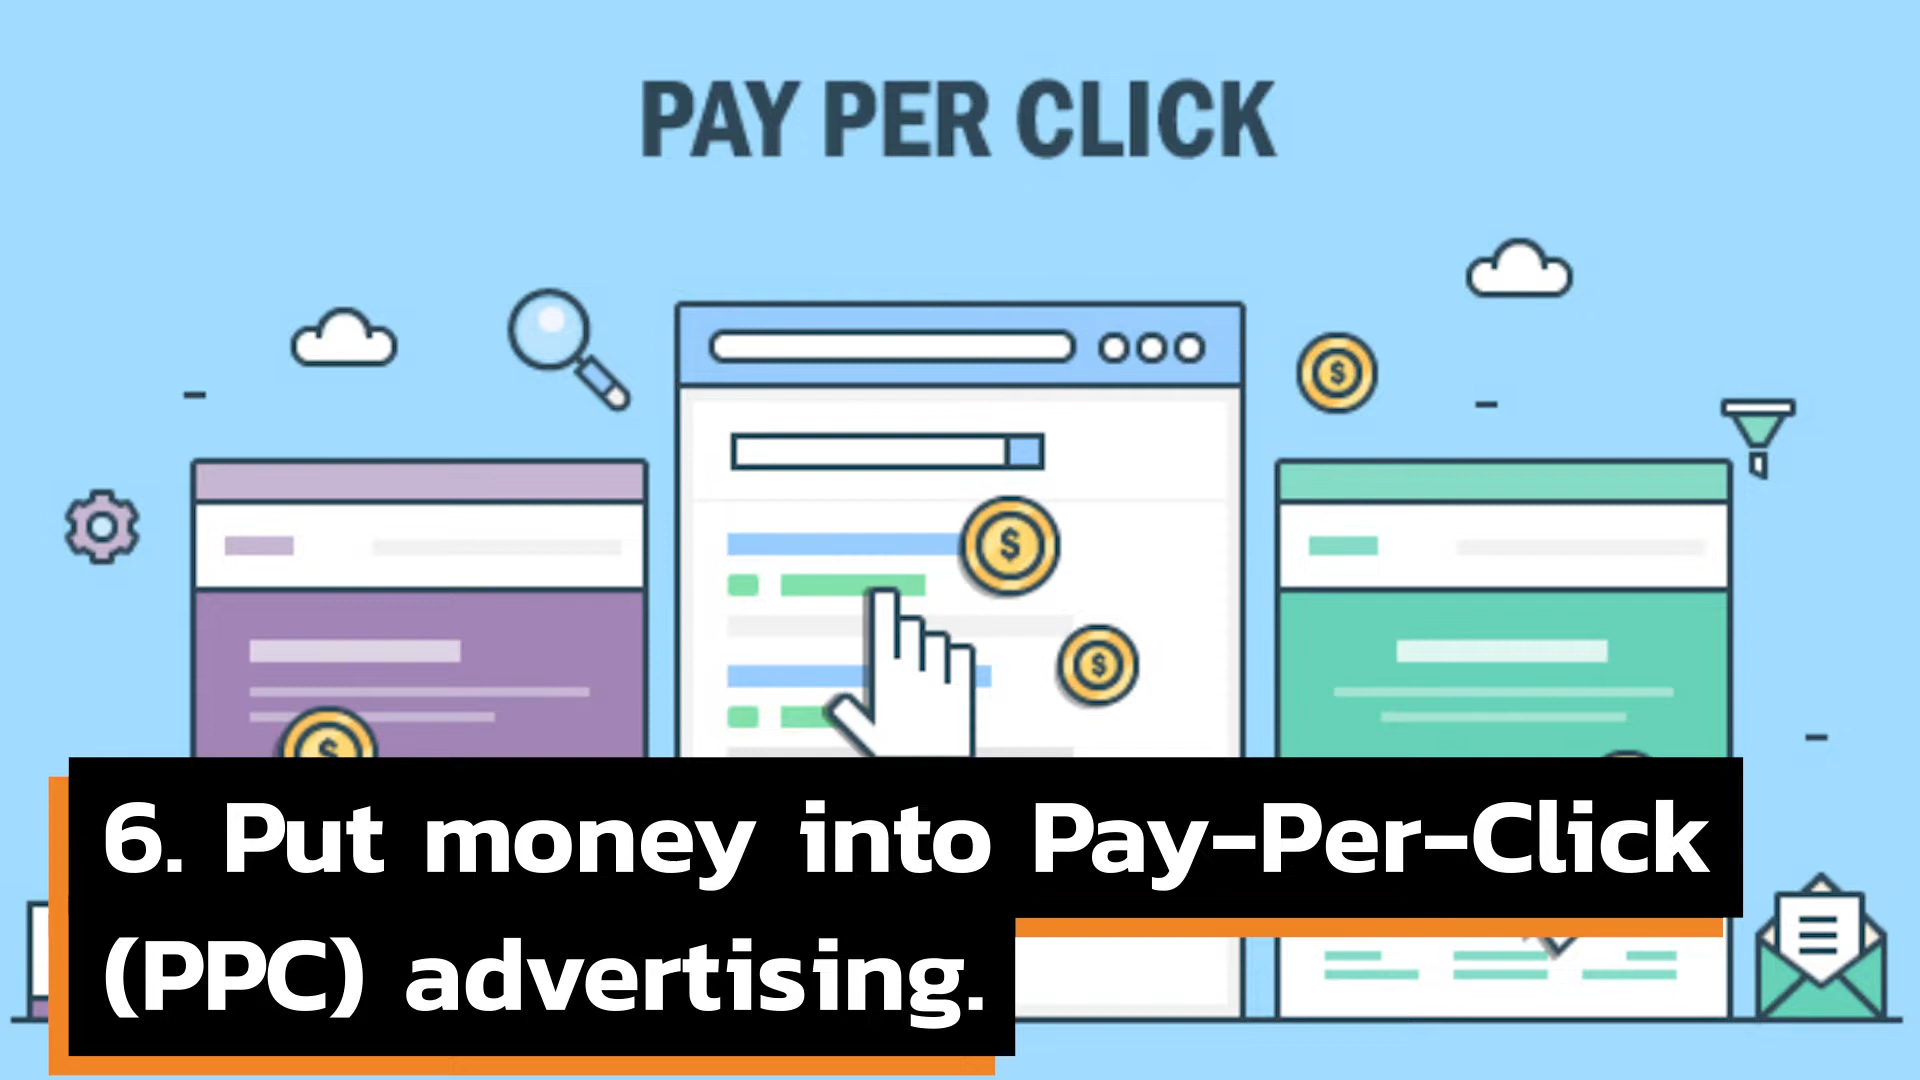 PAY PER CLICK
$
$
$
$
6. Put money into Pay-Per-Click
(PPC) advertising.